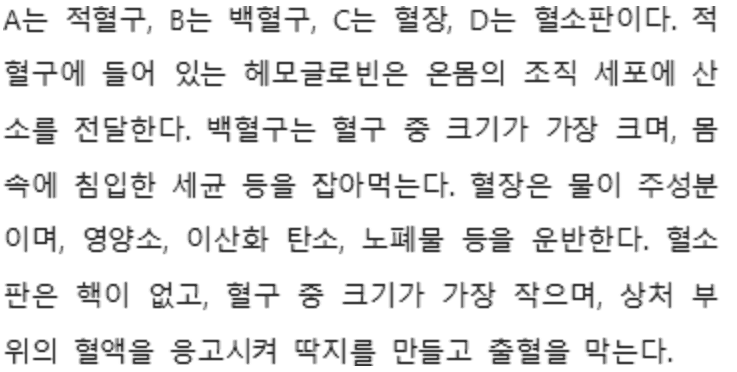 A는 적혈구, B는 백혈구, C는 혈장, D는 혈소판이다. 적
혈구에 들어 있는 헤모글로빈은 온몸의 조직 세포에 산
소를 전달한다. 백혈구는 혈구 중 크기가 가장 크며, 몸
속에 침입한 세균 등을 잡아먹는다. 혈장은 물이 주성분
이며, 영양소, 이산화 탄소, 노폐물 등을 운반한다. 혈소
판은 핵이 없고, 혈구 중 크기가 가장 작으며, 상처 부
위의 혈액을 응고시켜 딱지를 만들고 출혈을 막는다.